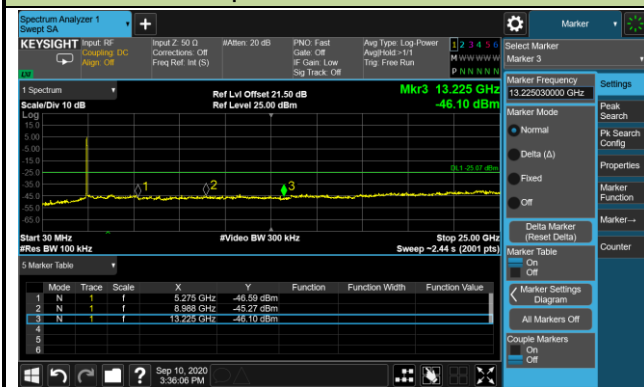 Spectrum Analyzer 1
Swept SA
+
Marker
KEYSIGHT Input: RF
Coupling: DC
Align: Off
Input Z: 50 Ω
Corrections: Off
Freq Ref: Int (S)
#Atten: 20 dB
PNO: Fast
Gate: Off
IF Gain: Low
Sig Track: Off
Avg Type: Log-Power
Avg|Hold:>1/1
Trig: Free Run
1 2 3 4 5 6
M W W W W W
P N N N N N
Select Marker
Marker 3
1 Spectrum
Scale/Div 10 dB
Ref Lvl Offset 21.50 dB
Ref Level 25.00 dBm
Mkr3 13.225 GHz
-46.10 dBm
Log
15.0
5.00
-5.00
-15.0
-25.0
-35.0
-45.0
-55.0
-65.0
DL1 -25.07 dBm
1
2
3
Start 30 MHz
#Res BW 100 kHz
#Video BW 300 kHz
Stop 25.00 GHz
Sweep ~2.44 s (2001 pts)
5 Marker Table
Mode Trace Scale X Y Function Function Width Function Value
1 N 1 f 5.275 GHz -46.59 dBm
2 N 1 f 8.988 GHz -45.27 dBm
3 N 1 f 13.225 GHz -46.10 dBm
4
5
6
Marker Frequency
13.225030000 GHz
Marker Mode
Normal
Delta (Δ)
Fixed
Off
Delta Marker
(Reset Delta)
Marker Table
On
Off
Marker Settings
Diagram
All Markers Off
Couple Markers
On
Off
Settings
Peak
Search
Pk Search
Config
Properties
Marker
Function
Marker→
Counter
?
Sep 10, 2020
3:36:06 PM